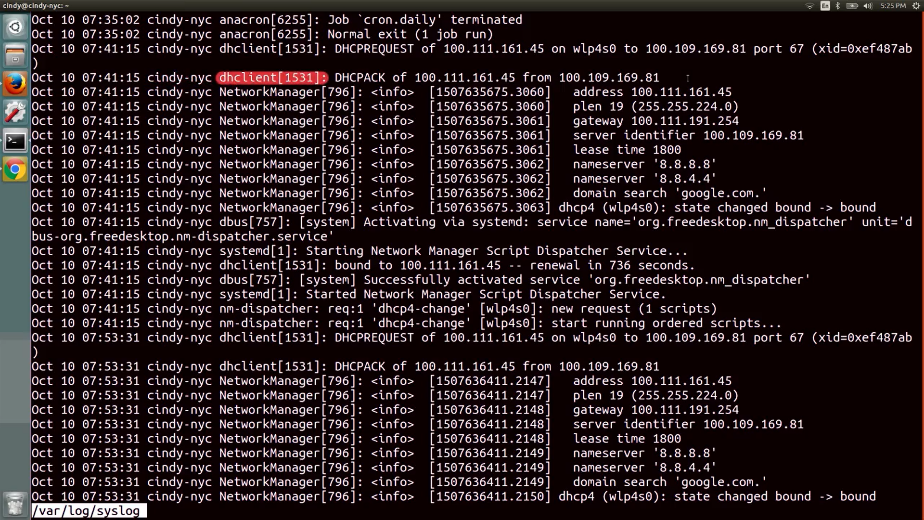 cindy@cindy-nyc: ~
En
5:25 PM
Oct 10 07:35:02 cindy-nyc anacron[6255]: Job `cron.daily' terminated
Oct 10 07:35:02 cindy-nyc anacron[6255]: Normal exit (1 job run)
Oct 10 07:41:15 cindy-nyc dhclient[1531]: DHCPREQUEST of 100.111.161.45 on wlp4s0 to 100.109.169.81 port 67 (xid=0xef487ab
)
Oct 10 07:41:15 cindy-nyc dhclient[1531]: DHCPACK of 100.111.161.45 from 100.109.169.81
Oct 10 07:41:15 cindy-nyc NetworkManager[796]: <info>  [1507635675.3060]   address 100.111.161.45
Oct 10 07:41:15 cindy-nyc NetworkManager[796]: <info>  [1507635675.3060]   plen 19 (255.255.224.0)
Oct 10 07:41:15 cindy-nyc NetworkManager[796]: <info>  [1507635675.3061]   gateway 100.111.191.254
Oct 10 07:41:15 cindy-nyc NetworkManager[796]: <info>  [1507635675.3061]   server identifier 100.109.169.81
Oct 10 07:41:15 cindy-nyc NetworkManager[796]: <info>  [1507635675.3061]   lease time 1800
Oct 10 07:41:15 cindy-nyc NetworkManager[796]: <info>  [1507635675.3062]   nameserver '8.8.8.8'
Oct 10 07:41:15 cindy-nyc NetworkManager[796]: <info>  [1507635675.3062]   nameserver '8.8.4.4'
Oct 10 07:41:15 cindy-nyc NetworkManager[796]: <info>  [1507635675.3062]   domain search 'google.com.'
Oct 10 07:41:15 cindy-nyc NetworkManager[796]: <info>  [1507635675.3063] dhcp4 (wlp4s0): state changed bound -> bound
Oct 10 07:41:15 cindy-nyc dbus[757]: [system] Activating via systemd: service name='org.freedesktop.nm_dispatcher' unit='d
bus-org.freedesktop.nm-dispatcher.service'
Oct 10 07:41:15 cindy-nyc systemd[1]: Starting Network Manager Script Dispatcher Service...
Oct 10 07:41:15 cindy-nyc dhclient[1531]: bound to 100.111.161.45 -- renewal in 736 seconds.
Oct 10 07:41:15 cindy-nyc dbus[757]: [system] Successfully activated service 'org.freedesktop.nm_dispatcher'
Oct 10 07:41:15 cindy-nyc systemd[1]: Started Network Manager Script Dispatcher Service.
Oct 10 07:41:15 cindy-nyc nm-dispatcher: req:1 'dhcp4-change' [wlp4s0]: new request (1 scripts)
Oct 10 07:41:15 cindy-nyc nm-dispatcher: req:1 'dhcp4-change' [wlp4s0]: start running ordered scripts...
Oct 10 07:53:31 cindy-nyc dhclient[1531]: DHCPREQUEST of 100.111.161.45 on wlp4s0 to 100.109.169.81 port 67 (xid=0xef487ab
)
Oct 10 07:53:31 cindy-nyc dhclient[1531]: DHCPACK of 100.111.161.45 from 100.109.169.81
Oct 10 07:53:31 cindy-nyc NetworkManager[796]: <info>  [1507636411.2147]   address 100.111.161.45
Oct 10 07:53:31 cindy-nyc NetworkManager[796]: <info>  [1507636411.2147]   plen 19 (255.255.224.0)
Oct 10 07:53:31 cindy-nyc NetworkManager[796]: <info>  [1507636411.2148]   gateway 100.111.191.254
Oct 10 07:53:31 cindy-nyc NetworkManager[796]: <info>  [1507636411.2148]   server identifier 100.109.169.81
Oct 10 07:53:31 cindy-nyc NetworkManager[796]: <info>  [1507636411.2148]   lease time 1800
Oct 10 07:53:31 cindy-nyc NetworkManager[796]: <info>  [1507636411.2149]   nameserver '8.8.8.8'
Oct 10 07:53:31 cindy-nyc NetworkManager[796]: <info>  [1507636411.2149]   nameserver '8.8.4.4'
Oct 10 07:53:31 cindy-nyc NetworkManager[796]: <info>  [1507636411.2149]   domain search 'google.com.'
Oct 10 07:53:31 cindy-nyc NetworkManager[796]: <info>  [1507636411.2150] dhcp4 (wlp4s0): state changed bound -> bound
/var/log/syslog